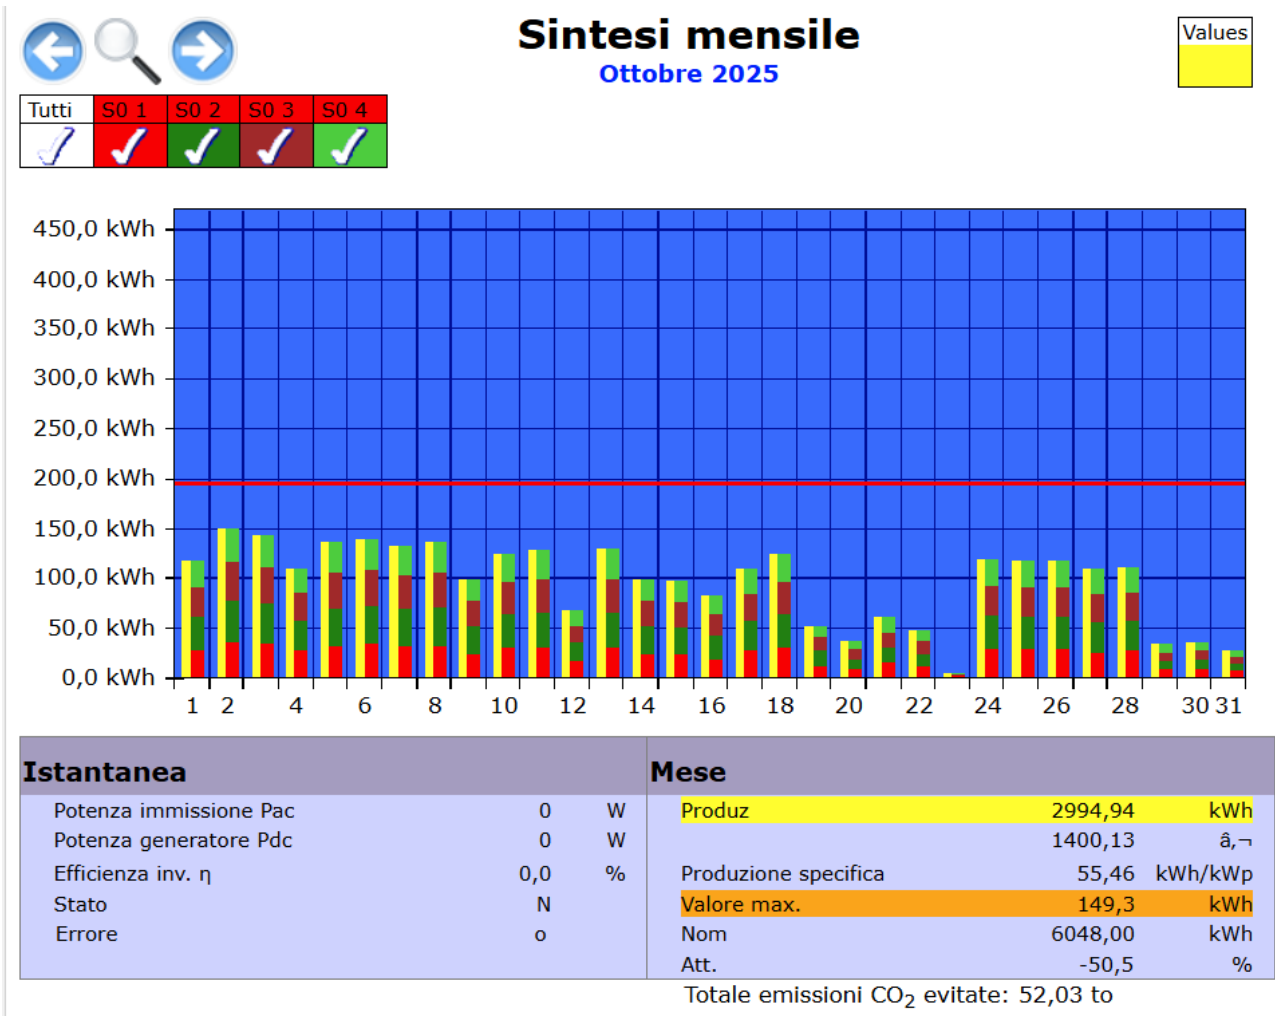 Sintesi mensile
Ottobre 2025
Values
Tutti S0 1 S0 2 S0 3 S0 4
450,0 kWh
400,0 kWh
350,0 kWh
300,0 kWh
250,0 kWh
200,0 kWh
150,0 kWh
100,0 kWh
50,0 kWh
0,0 kWh
1 2 4 6 8 10 12 14 16 18 20 22 24 26 28 30 31
Istantanea
Potenza immissione Pac 0 W
Potenza generatore Pdc 0 W
Efficienza inv. η 0,0 %
Stato N
Errore o
Mese
Produz 2994,94 kWh
1400,13 â‚¬
Produzione specifica 55,46 kWh/kWp
Valore max. 149,3 kWh
Nom 6048,00 kWh
Att. -50,5 %
Totale emissioni CO₂ evitate: 52,03 to